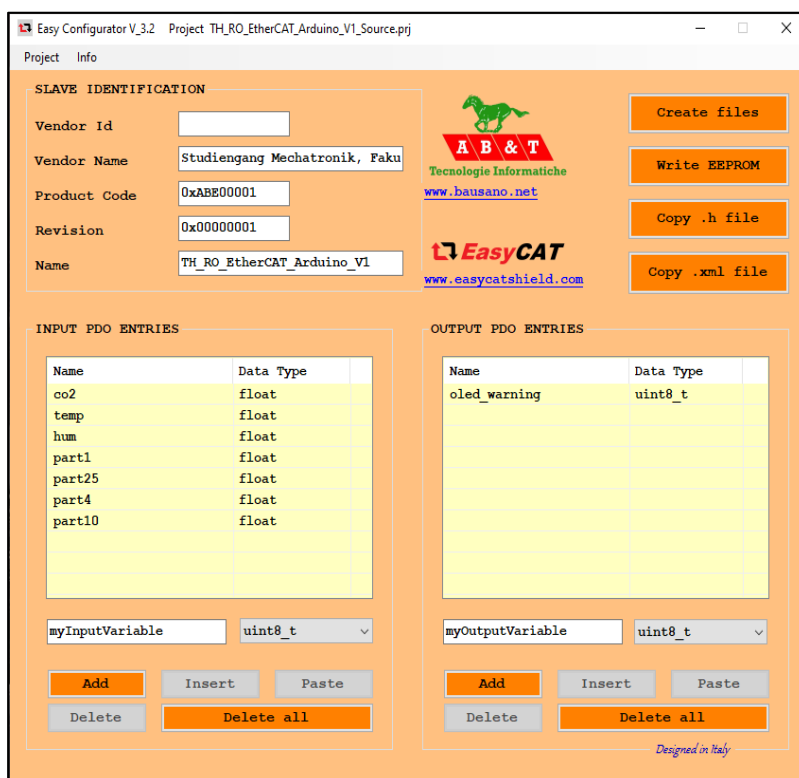 Easy Configurator V_3.2 Project TH_RO_EtherCAT_Arduino_V1_Source.prj
Project Info
SLAVE IDENTIFICATION
Vendor Id
Vendor Name Studiengang Mechatronik, Faku
Product Code 0xABE00001
Revision 0x00000001
Name TH_RO_EtherCAT_Arduino_V1
A B & T
Tecnologie Informatiche
www.bausano.net
EasyCAT
www.easycatshield.com
Create files
Write EEPROM
Copy .h file
Copy .xml file
INPUT PDO ENTRIES
Name Data Type
co2 float
temp float
hum float
part1 float
part25 float
part4 float
part10 float
myInputVariable uint8_t
Add Insert Paste
Delete Delete all
OUTPUT PDO ENTRIES
Name Data Type
oled_warning uint8_t
myOutputVariable uint8_t
Add Insert Paste
Delete Delete all
Designed in Italy